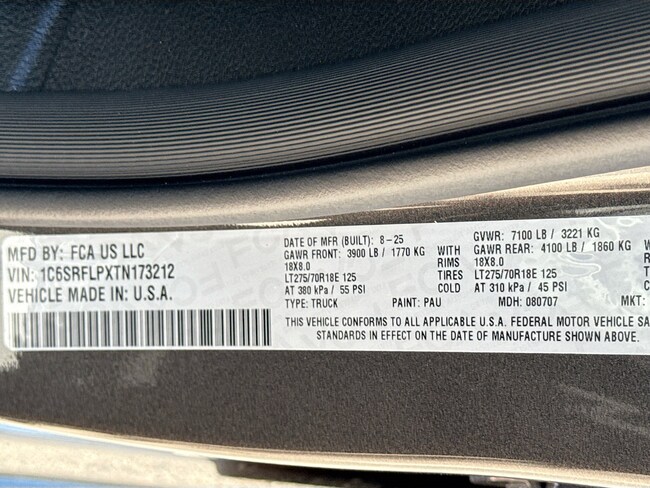 MFD BY: FCA US LLC
VIN: 1C6SRFLPXTN173212
VEHICLE MADE IN: U.S.A.
DATE OF MFR (BUILT): 8-25 GVWR: 7100 LB / 3221 KG
GAWR FRONT: 3900 LB / 1770 KG WITH GAWR REAR: 4100 LB / 1860 KG
18X8.0 RIMS 18X8.0
LT275/70R18E 125 TIRES LT275/70R18E 125
AT 380 kPa / 55 PSI COLD AT 310 kPa / 45 PSI
TYPE: TRUCK PAINT: PAU MDH: 080707 MKT:
THIS VEHICLE CONFORMS TO ALL APPLICABLE U.S.A. FEDERAL MOTOR VEHICLE SA
STANDARDS IN EFFECT ON THE DATE OF MANUFACTURE SHOWN ABOVE.